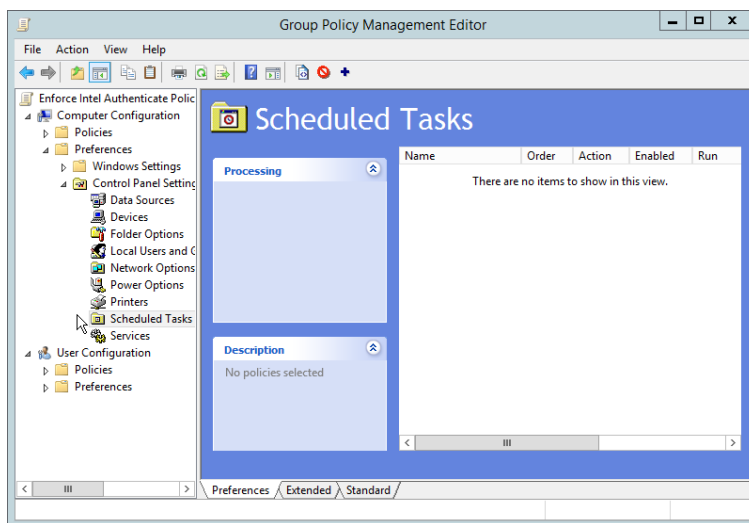 Group Policy Management Editor
File Action View Help
Enforce Intel Authenticate Polic
Computer Configuration
Policies
Preferences
Windows Settings
Control Panel Setting
Data Sources
Devices
Folder Options
Local Users and G
Network Options
Power Options
Printers
Scheduled Tasks
Services
User Configuration
Policies
Preferences
Scheduled Tasks
Processing
Description
No policies selected
Name Order Action Enabled Run
There are no items to show in this view.
Preferences Extended Standard